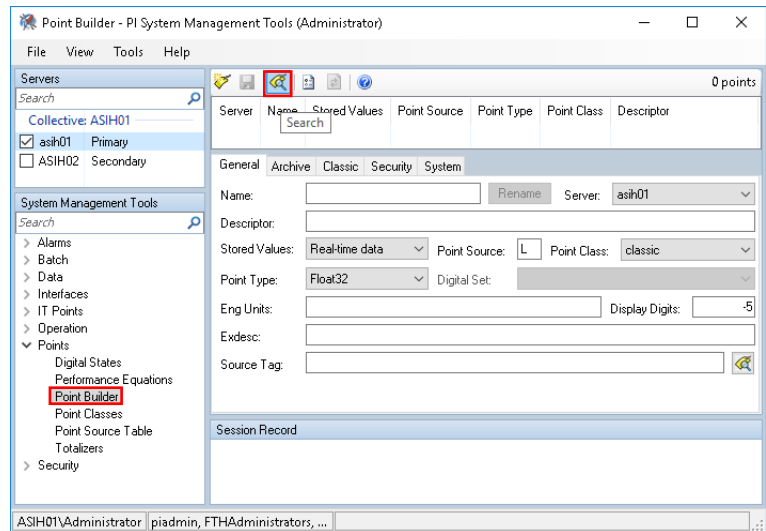 Point Builder - PI System Management Tools (Administrator)
File View Tools Help
Servers
Search
Collective: ASIH01
asih01 Primary
ASIH02 Secondary
System Management Tools
Search
Alarms
Batch
Data
Interfaces
IT Points
Operation
Points
Digital States
Performance Equations
Point Builder
Point Classes
Point Source Table
Totalizers
Security
0 points
Server Name Stored Values Point Source Point Type Point Class Descriptor
Search
General Archive Classic Security System
Name: Rename Server: asih01
Descriptor:
Stored Values: Real-time data Point Source: L Point Class: classic
Point Type: Float32 Digital Set:
Eng Units: Display Digits: -5
Exdesc:
Source Tag:
Session Record
ASIH01\Administrator piadmin, FTHAdministrators, ...